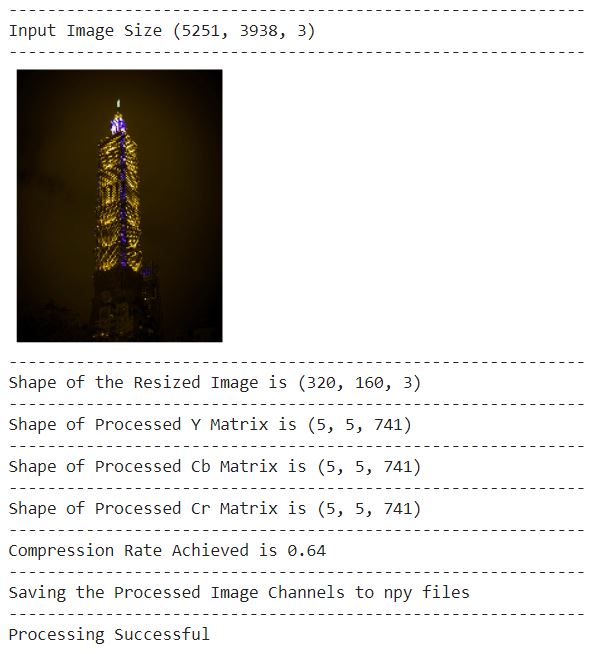 ------------------------------------------------------------
Input Image Size (5251, 3938, 3)
------------------------------------------------------------
------------------------------------------------------------
Shape of the Resized Image is (320, 160, 3)
------------------------------------------------------------
Shape of Processed Y Matrix is (5, 5, 741)
------------------------------------------------------------
Shape of Processed Cb Matrix is (5, 5, 741)
------------------------------------------------------------
Shape of Processed Cr Matrix is (5, 5, 741)
------------------------------------------------------------
Compression Rate Achieved is 0.64
------------------------------------------------------------
Saving the Processed Image Channels to npy files
------------------------------------------------------------
Processing Successful